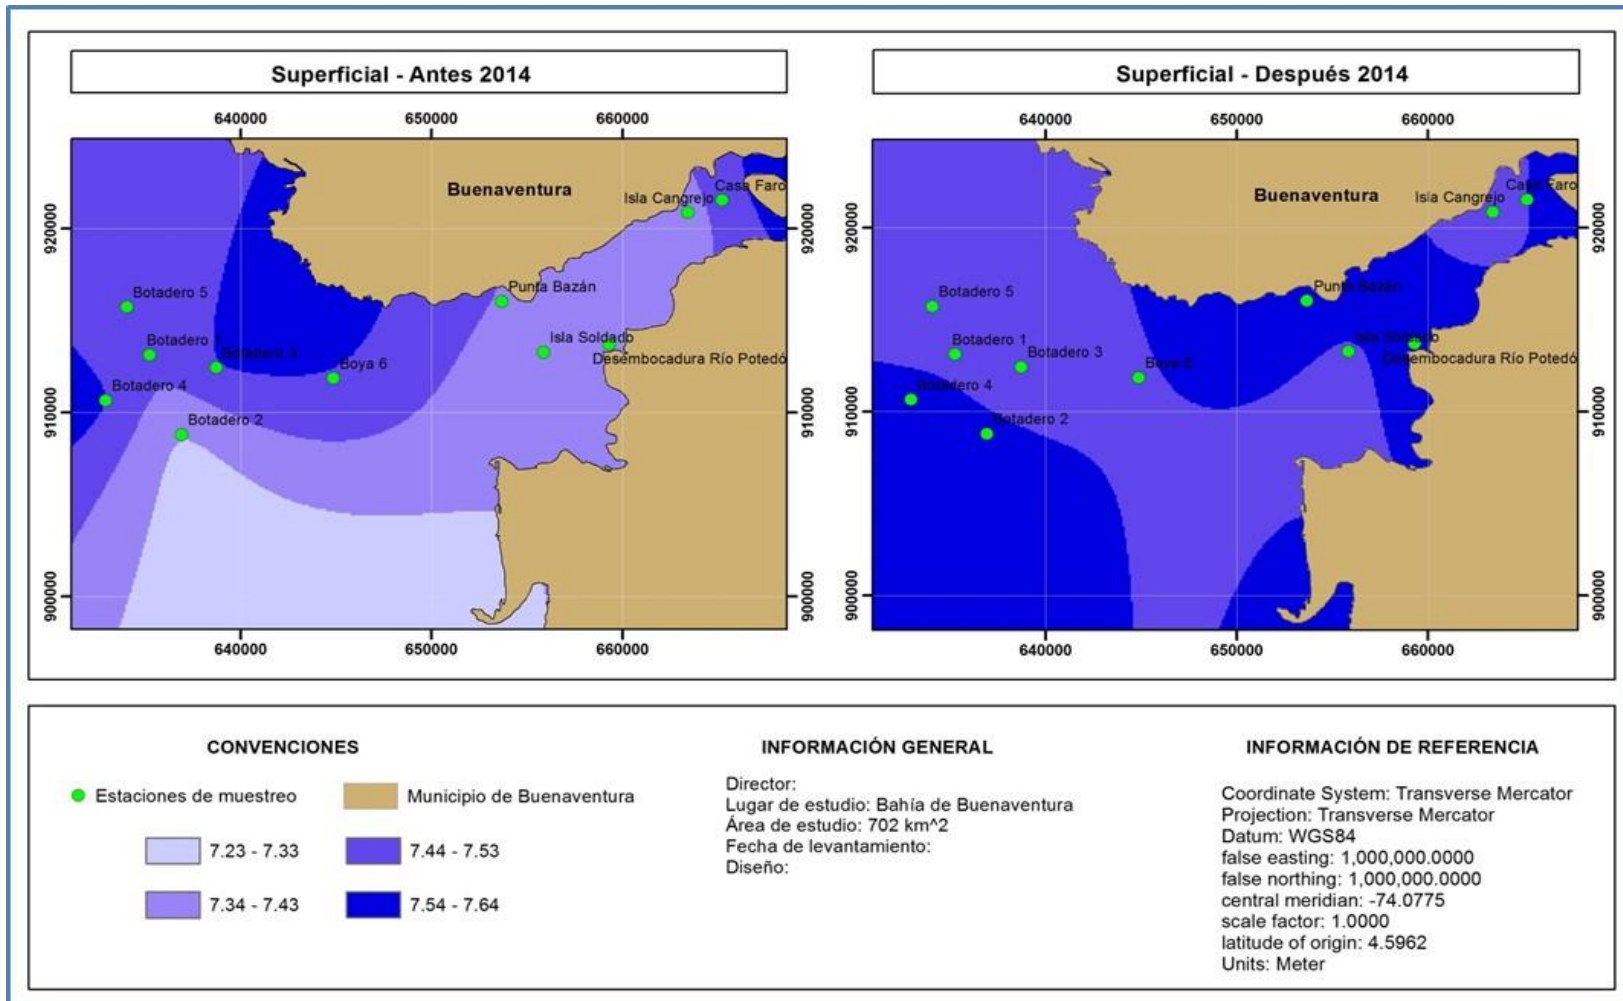 Superficial - Antes 2014
640000
650000
660000
920000
910000
900000
Buenaventura
Casa Faro
Isla Cangrejo
Botadero 5
Punta Bazán
Botadero 1
Botadero 3
Isla Soldado
Boya 6
Desembocadura Río Potedó
Botadero 4
Botadero 2
920000
910000
900000
640000
650000
660000
Superficial - Después 2014
640000
650000
660000
920000
910000
900000
Buenaventura
Casa Faro
Isla Cangrejo
Botadero 5
Punta Bazán
Botadero 1
Botadero 3
Isla Soldado
Boya 6
Desembocadura Río Potedó
Botadero 4
Botadero 2
920000
910000
900000
640000
650000
660000
CONVENCIONES
Estaciones de muestreo
Municipio de Buenaventura
7.23 - 7.33
7.44 - 7.53
7.34 - 7.43
7.54 - 7.64
INFORMACIÓN GENERAL
Director:
Lugar de estudio: Bahía de Buenaventura
Área de estudio: 702 km^2
Fecha de levantamiento:
Diseño:
INFORMACIÓN DE REFERENCIA
Coordinate System: Transverse Mercator
Projection: Transverse Mercator
Datum: WGS84
false easting: 1,000,000.0000
false northing: 1,000,000.0000
central meridian: -74.0775
scale factor: 1.0000
latitude of origin: 4.5962
Units: Meter